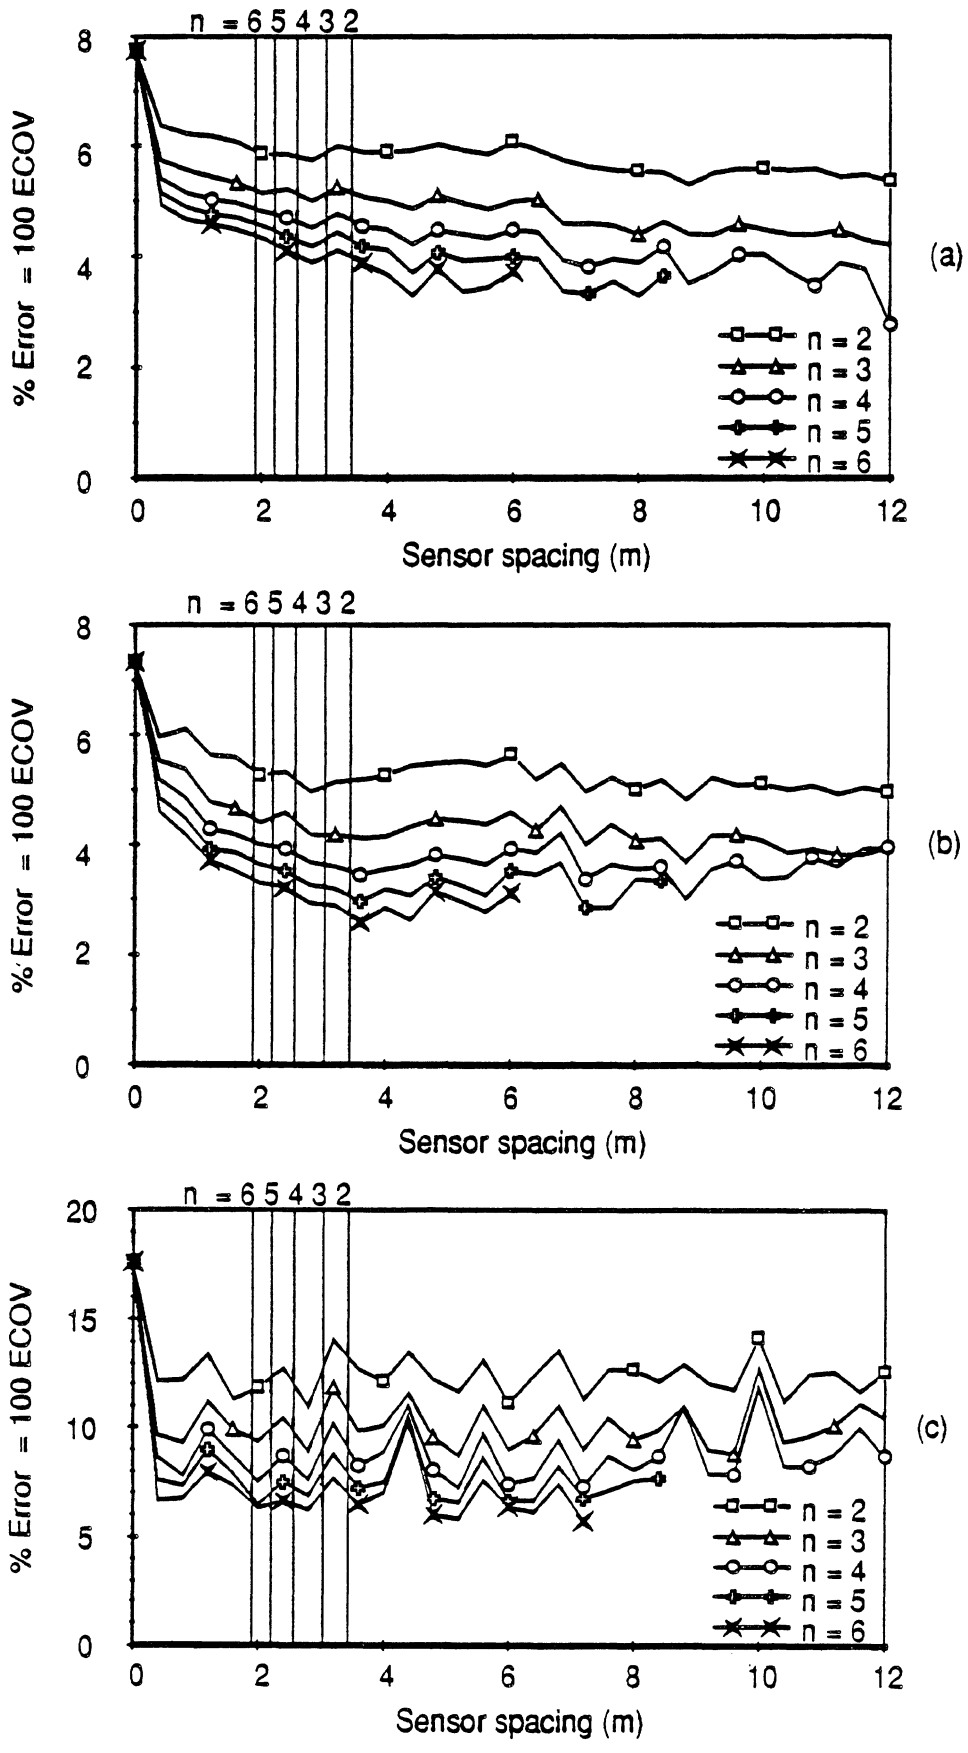 n = 6 5 4 3 2
8
6
4
2
0
% Error = 100 ECOV
(a)
n = 2
n = 3
n = 4
n = 5
n = 6
0 2 4 6 8 10 12
Sensor spacing (m)
n = 6 5 4 3 2
8
6
4
2
0
% Error = 100 ECOV
(b)
n = 2
n = 3
n = 4
n = 5
n = 6
0 2 4 6 8 10 12
Sensor spacing (m)
n = 6 5 4 3 2
20
15
10
5
0
% Error = 100 ECOV
(c)
n = 2
n = 3
n = 4
n = 5
n = 6
0 2 4 6 8 10 12
Sensor spacing (m)